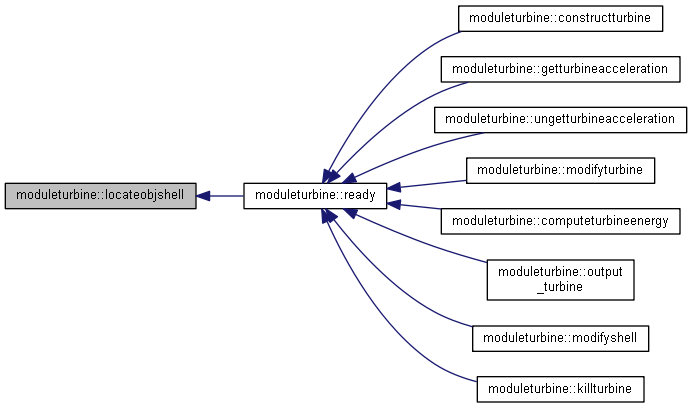 moduleturbine::locateobjshell
moduleturbine::ready
moduleturbine::constructturbine
moduleturbine::getturbineacceleration
moduleturbine::ungetturbineacceleration
moduleturbine::modifyturbine
moduleturbine::computeturbineenergy
moduleturbine::output
_turbine
moduleturbine::modifyshell
moduleturbine::killturbine